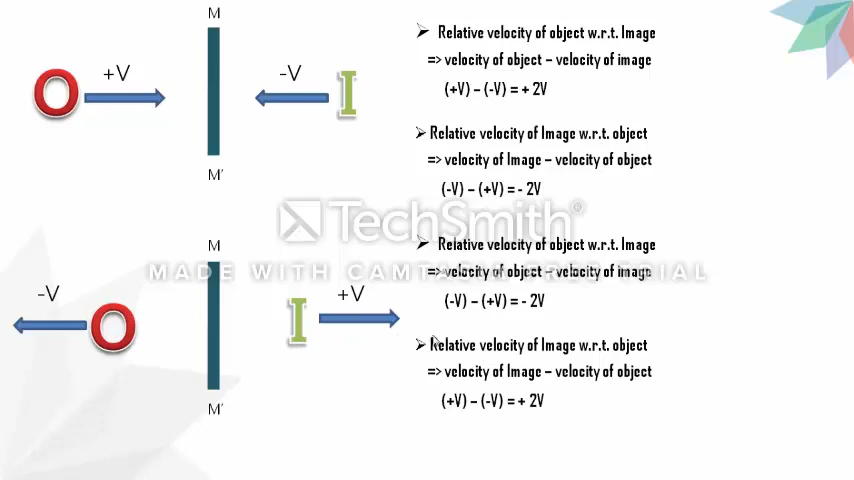 M
+V
-V
O
I
M'
➢ Relative velocity of object w.r.t. Image
=> velocity of object – velocity of image
(+V) – (-V) = + 2V
➢ Relative velocity of Image w.r.t. object
=> velocity of Image – velocity of object
(-V) – (+V) = - 2V
TechSmith®
MADE WITH CAMTASIA FREE TRIAL
M
-V
+V
O
I
M'
➢ Relative velocity of object w.r.t. Image
=> velocity of object – velocity of image
(-V) – (+V) = - 2V
➢ Relative velocity of Image w.r.t. object
=> velocity of Image – velocity of object
(+V) – (-V) = + 2V